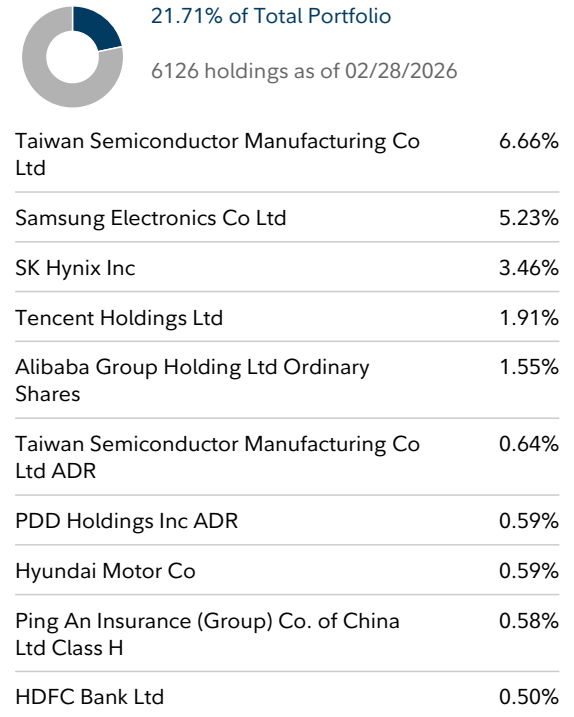 21.71% of Total Portfolio
6126 holdings as of 02/28/2026
Taiwan Semiconductor Manufacturing Co 6.66%
Ltd
Samsung Electronics Co Ltd 5.23%
SK Hynix Inc 3.46%
Tencent Holdings Ltd 1.91%
Alibaba Group Holding Ltd Ordinary 1.55%
Shares
Taiwan Semiconductor Manufacturing Co 0.64%
Ltd ADR
PDD Holdings Inc ADR 0.59%
Hyundai Motor Co 0.59%
Ping An Insurance (Group) Co. of China 0.58%
Ltd Class H
HDFC Bank Ltd 0.50%